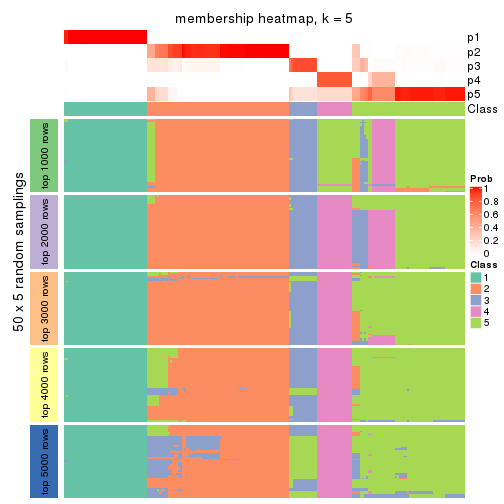 membership heatmap, k = 5
p1
p2
p3
p4
p5
Class
50 x 5 random samplings
top 1000 rows
top 2000 rows
top 3000 rows
top 4000 rows
top 5000 rows
Prob
1
0.8
0.6
0.4
0.2
0
Class
1
2
3
4
5